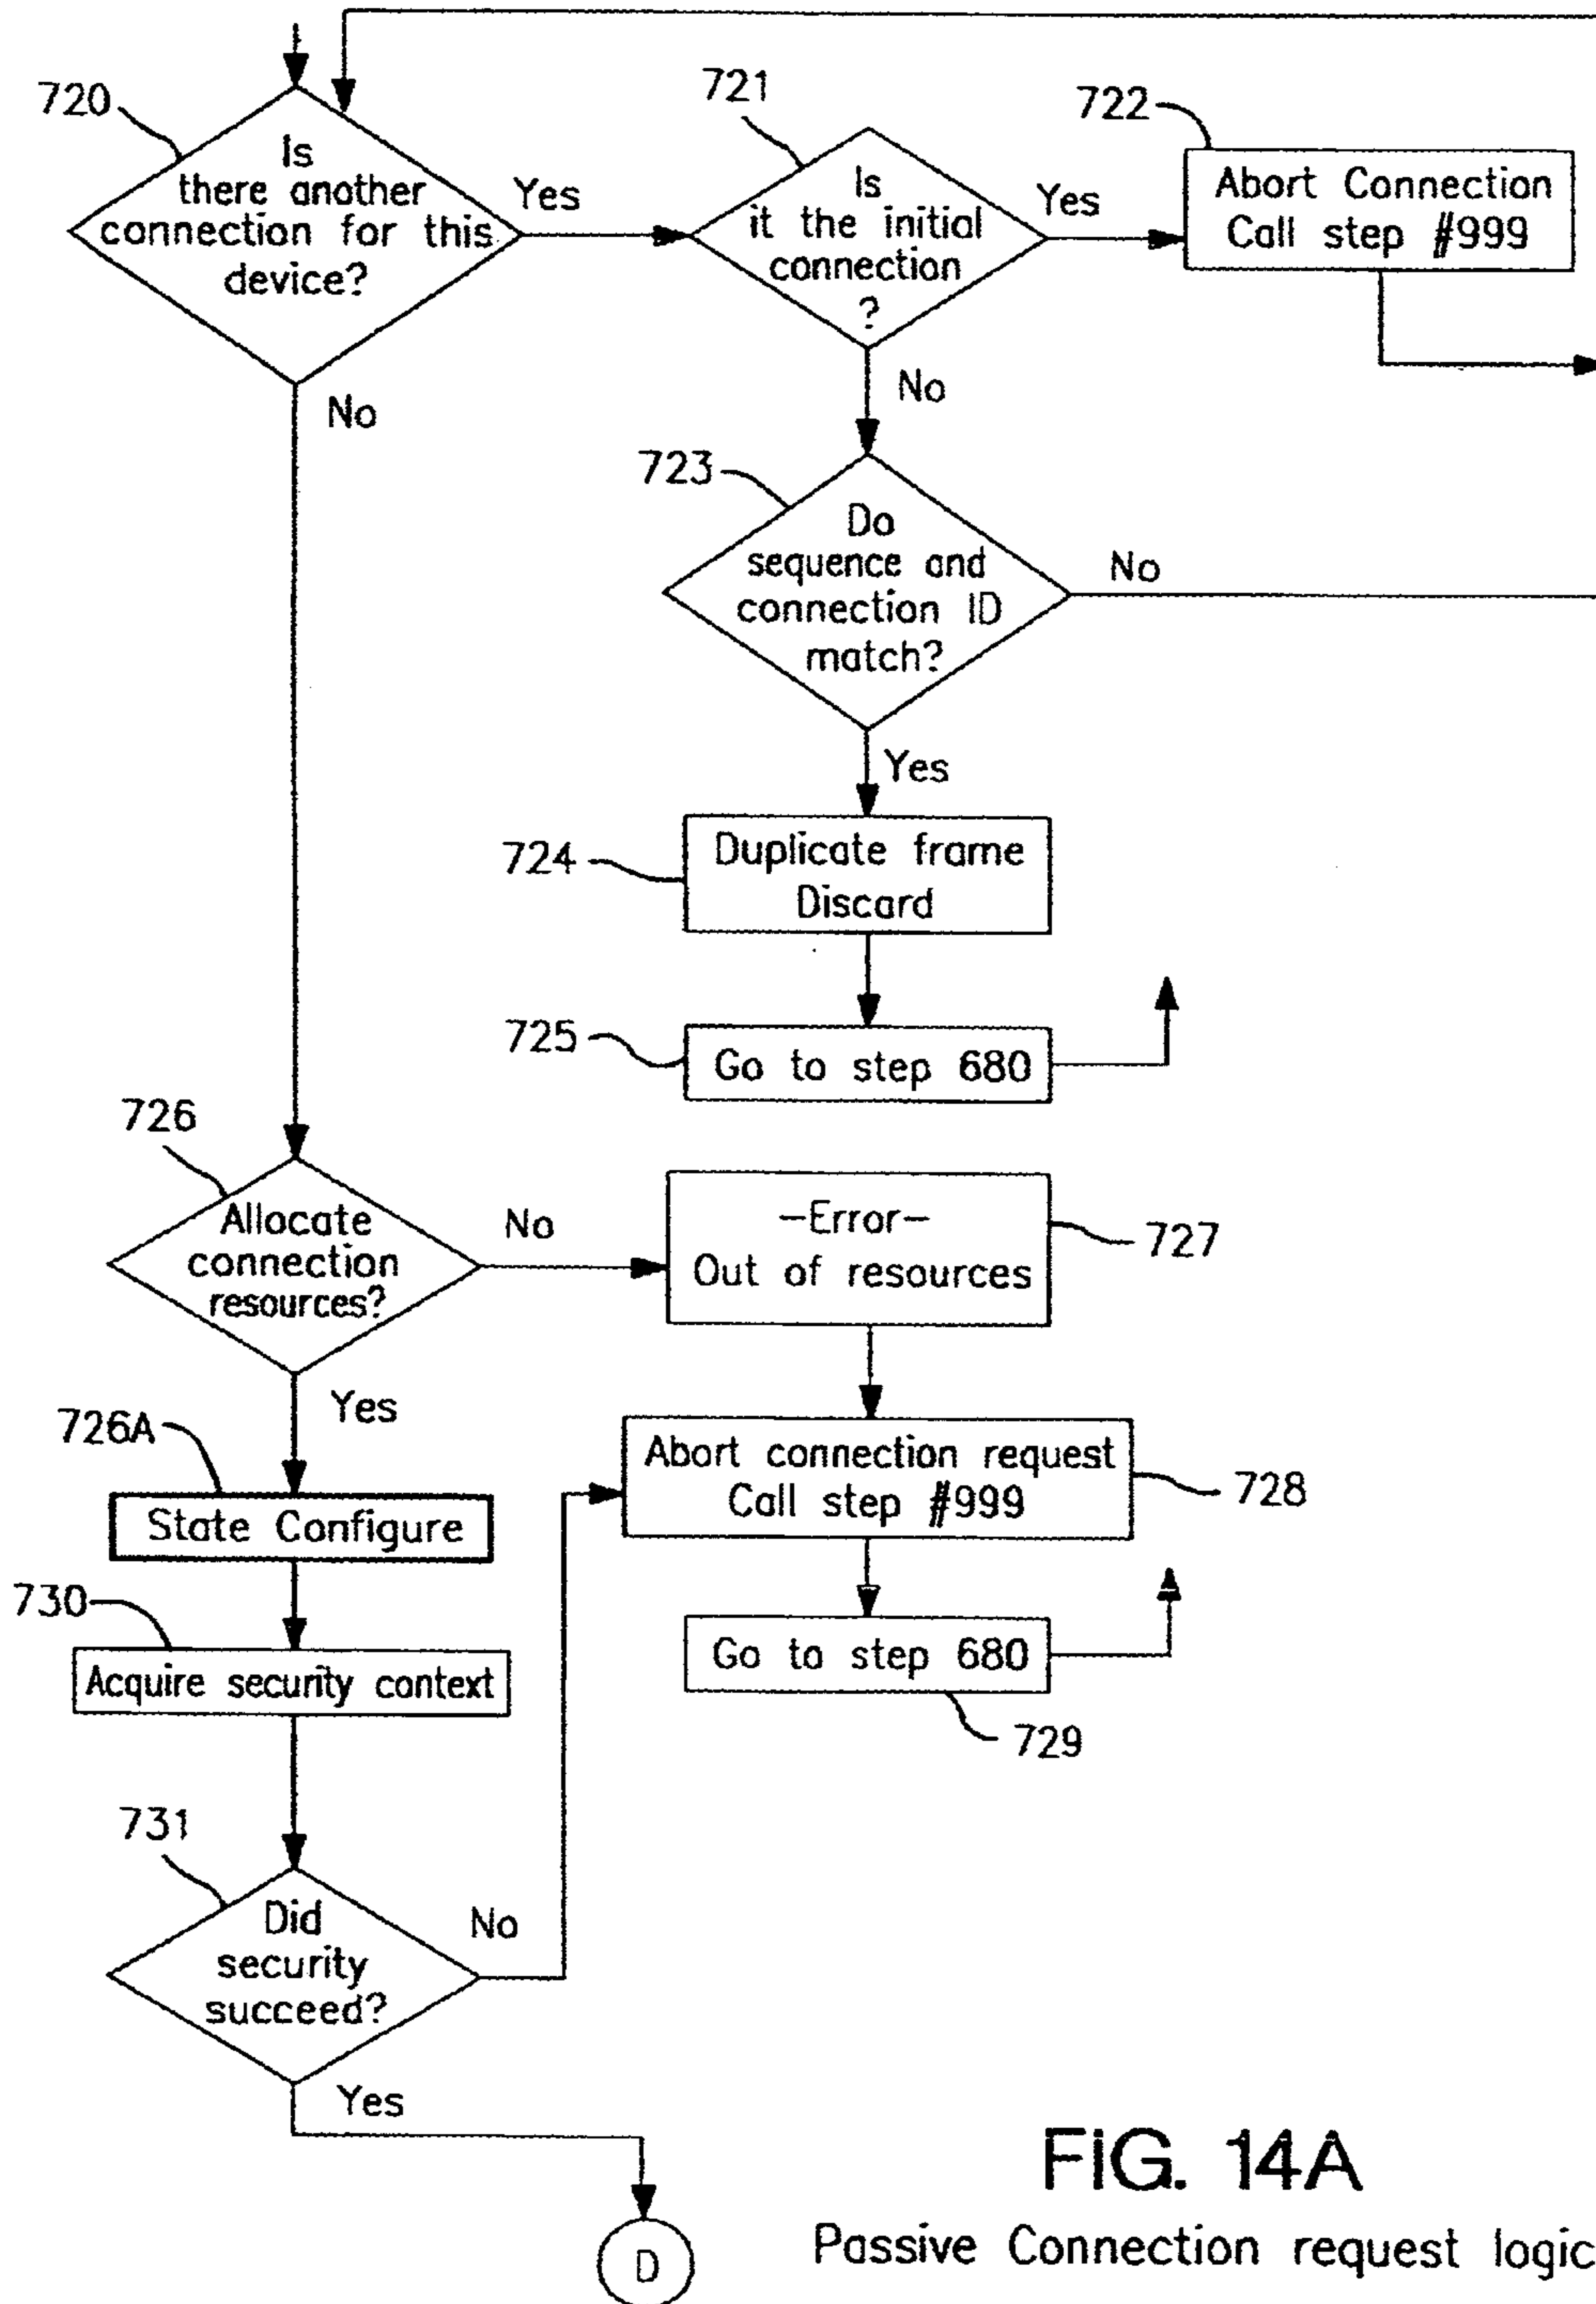 720
Is
there another
connection for this
device?
Yes
No
721
Is
it the initial
connection
?
Yes
No
722
Abort Connection
Call step #999
723
Do
sequence and
connection ID
match?
No
Yes
724
Duplicate frame
Discard
725
Go to step 680
726
Allocate
connection
resources?
No
Yes
-Error-
Out of resources
727
726A
State Configure
Abort connection request
Call step #999
728
730
Acquire security context
Go to step 680
729
731
Did
security
succeed?
No
Yes
D
FIG. 14A
Passive Connection request logic